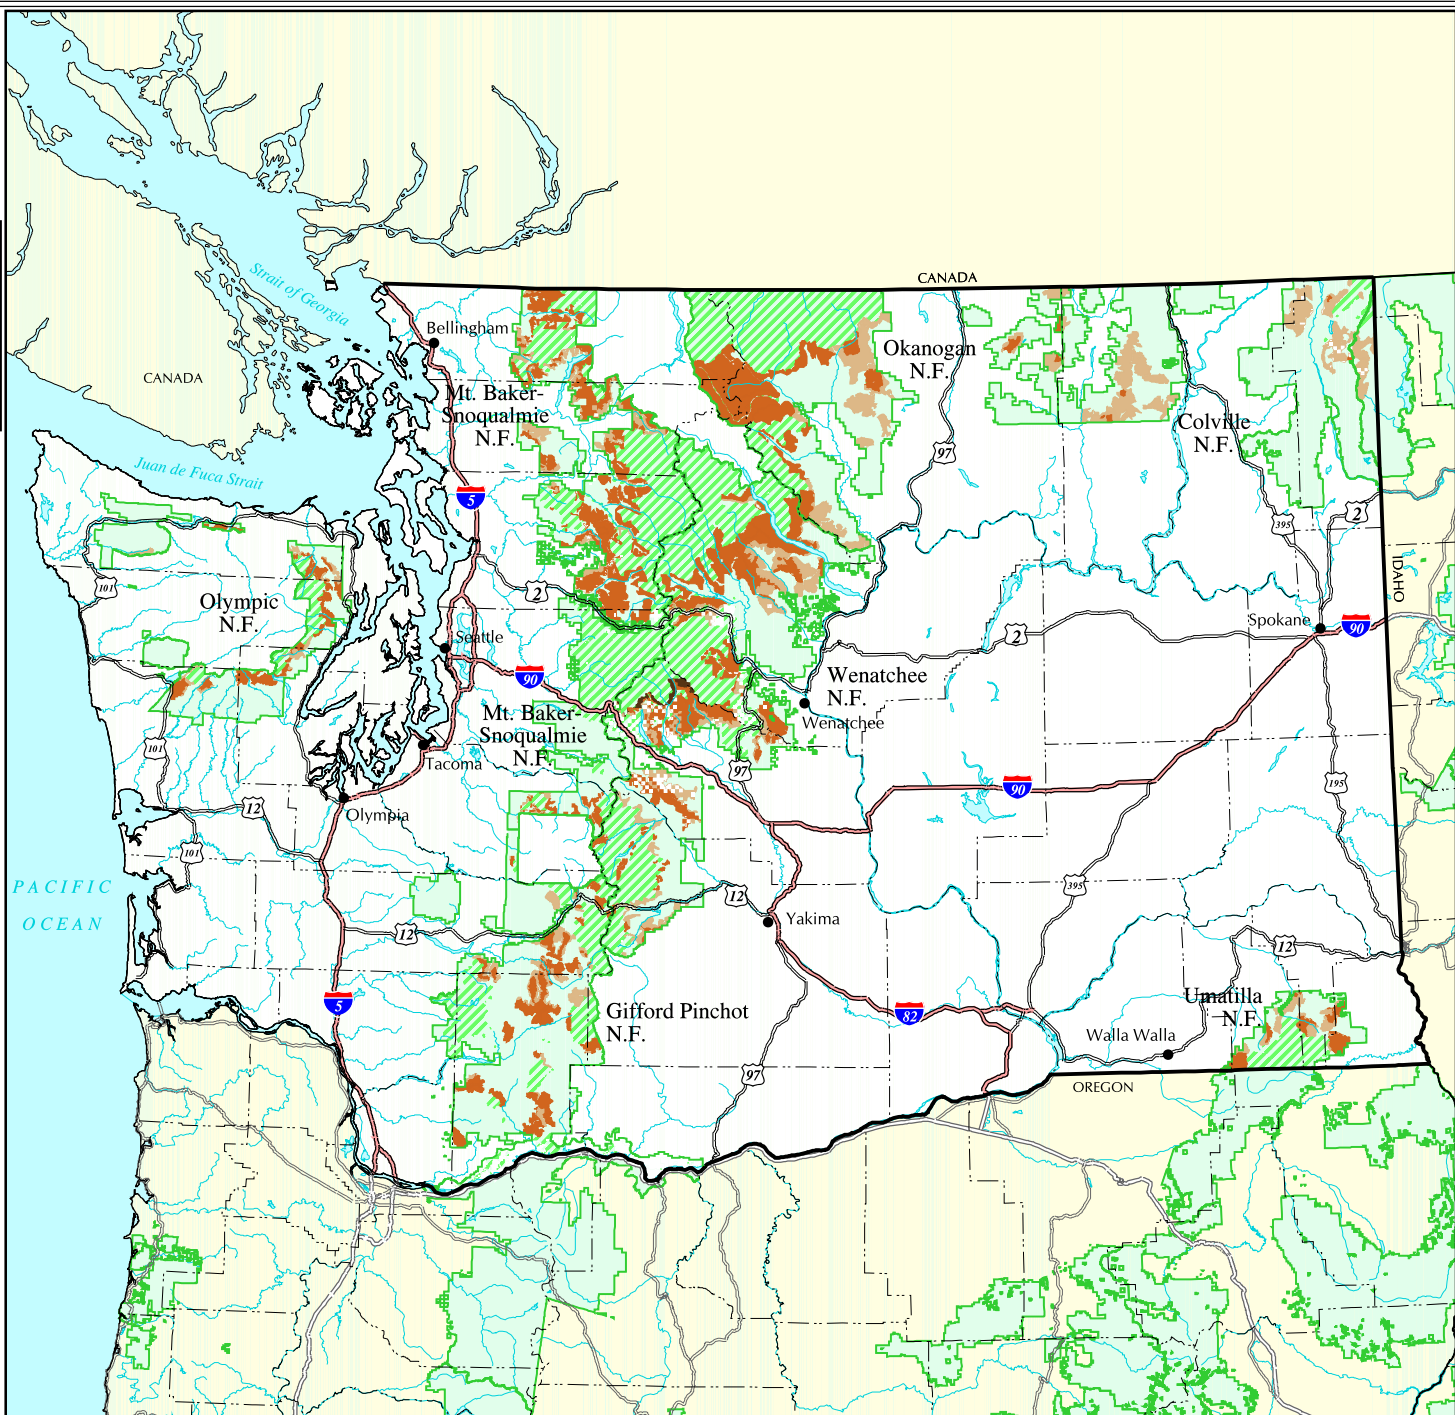 CANADA
Strait of Georgia
Bellingham
Okanogan
N.F.
CANADA
Mt. Baker-
Snoqualmie
N.F.
Colville
N.F.
97
Juan de Fuca Strait
5
395
2
IDAHO
101
2
Olympic
N.F.
Seattle
2
Spokane
90
90
Wenatchee
N.F.
Wenatchee
Mt. Baker-
Snoqualmie
N.F.
101
Tacoma
97
90
195
12
Olympia
101
PACIFIC
OCEAN
395
12
Yakima
12
12
5
Gifford Pinchot
N.F.
82
Umatilla
N.F.
Walla Walla
97
OREGON